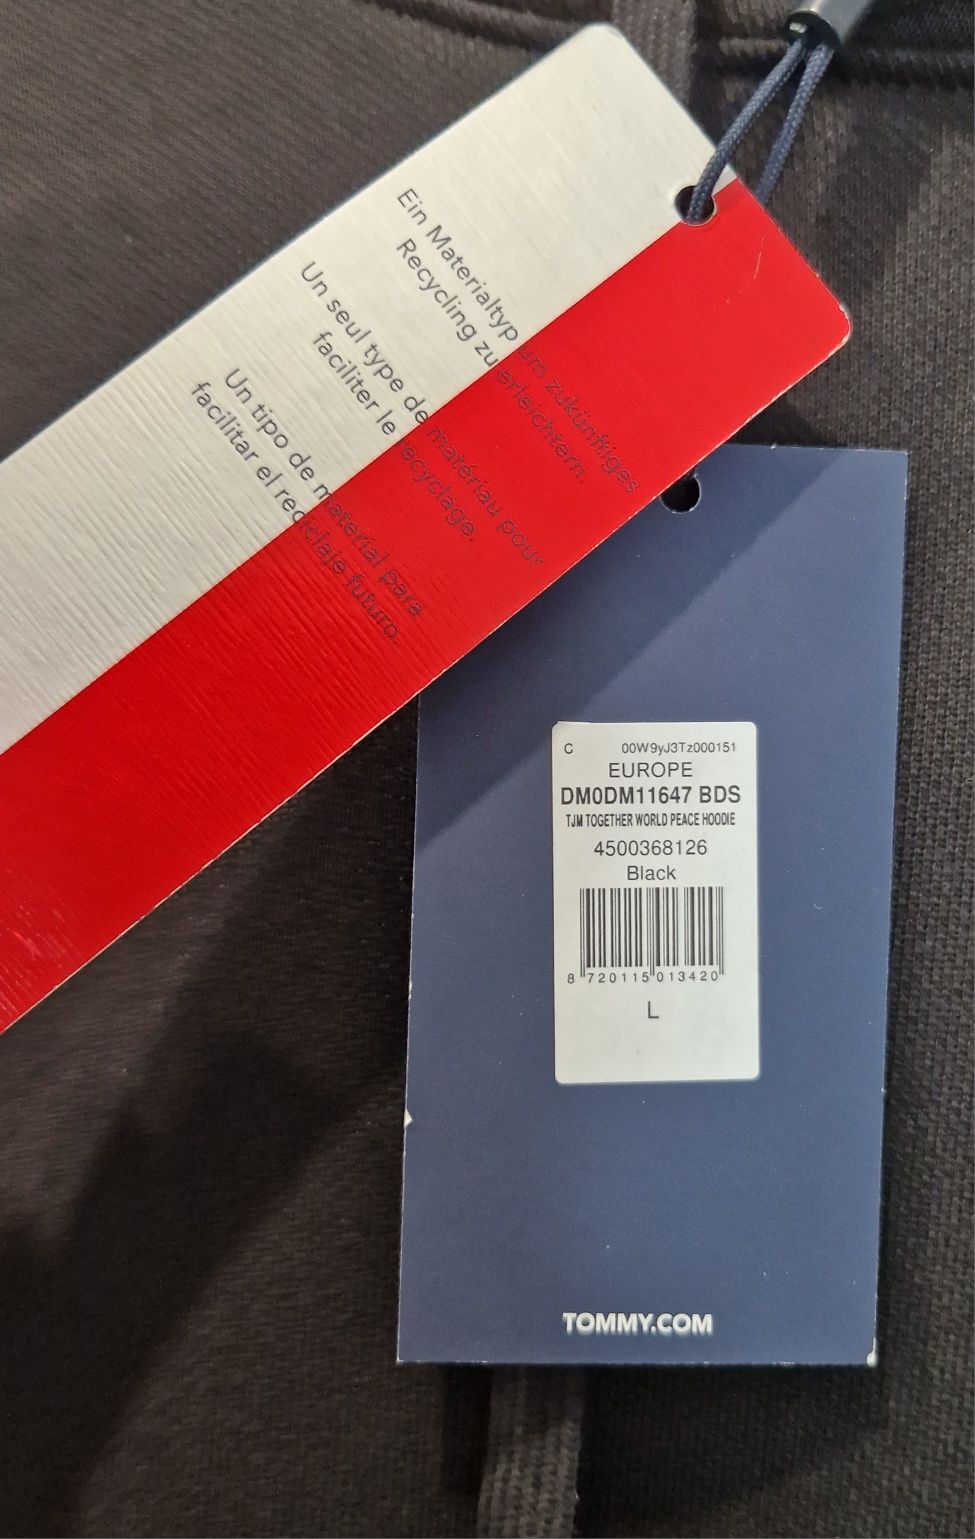 Ein Materialtyp um zukünftiges
Recycling zu erleichtern.
Un seul type de matériau pour
faciliter le recyclage.
Un tipo de material para
facilitar el reciclaje futuro.
C 00W9yJ3Tz000151
EUROPE
DM0DM11647 BDS
TJM TOGETHER WORLD PEACE HOODIE
4500368126
Black
8 720115 013420
L
TOMMY.COM